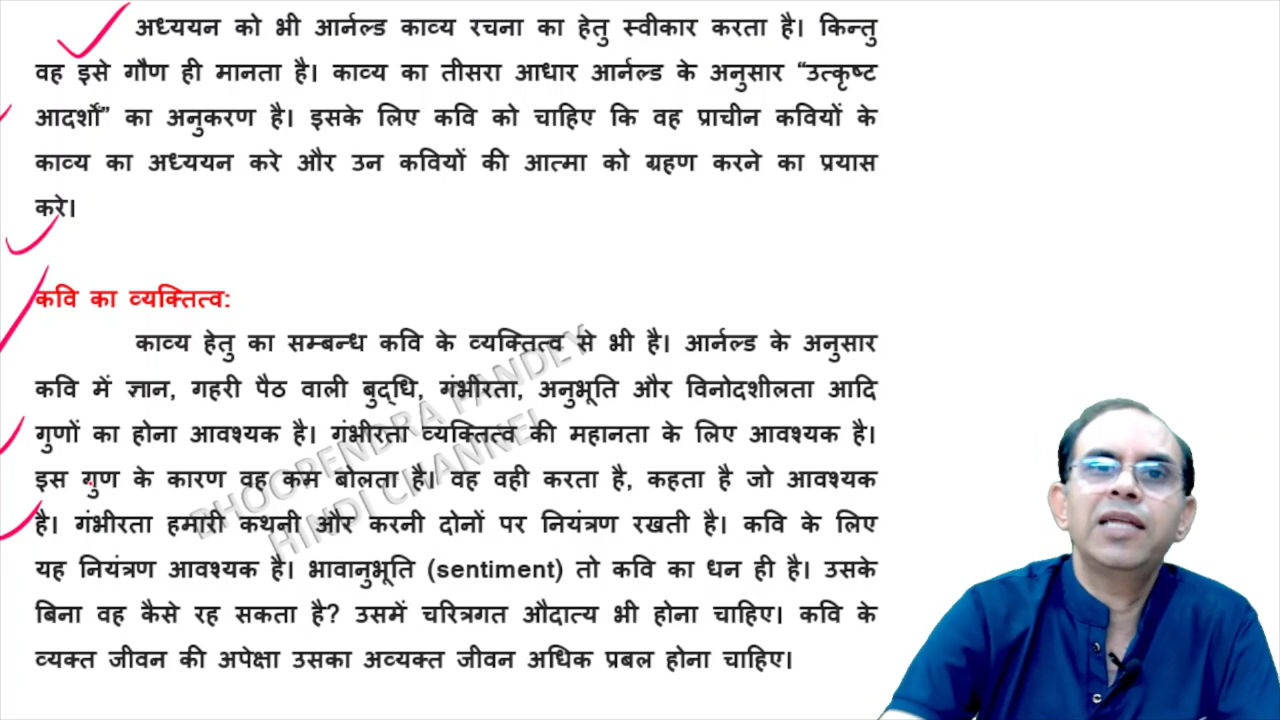 अध्ययन को भी आर्नल्ड काव्य रचना का हेतु स्वीकार करता है। किन्तु
वह इसे गौण ही मानता है। काव्य का तीसरा आधार आर्नल्ड के अनुसार “उत्कृष्ट
आदर्शों” का अनुकरण है। इसके लिए कवि को चाहिए कि वह प्राचीन कवियों के
काव्य का अध्ययन करे और उन कवियों की आत्मा को ग्रहण करने का प्रयास
करे।
कवि का व्यक्तित्व:
काव्य हेतु का सम्बन्ध कवि के व्यक्तित्व से भी है। आर्नल्ड के अनुसार
कवि में ज्ञान, गहरी पैठ वाली बुद्धि, गंभीरता, अनुभूति और विनोदशीलता आदि
गुणों का होना आवश्यक है। गंभीरता व्यक्तित्व की महानता के लिए आवश्यक है।
इस गुण के कारण वह कम बोलता है। वह वही करता है, कहता है जो आवश्यक
है। गंभीरता हमारी कथनी और करनी दोनों पर नियंत्रण रखती है। कवि के लिए
यह नियंत्रण आवश्यक है। भावानुभूति (sentiment) तो कवि का धन ही है। उसके
बिना वह कैसे रह सकता है? उसमें चरित्रगत औदात्य भी होना चाहिए। कवि के
व्यक्त जीवन की अपेक्षा उसका अव्यक्त जीवन अधिक प्रबल होना चाहिए।
BHOOPENDRA PANDEY
HINDI CHANNEL